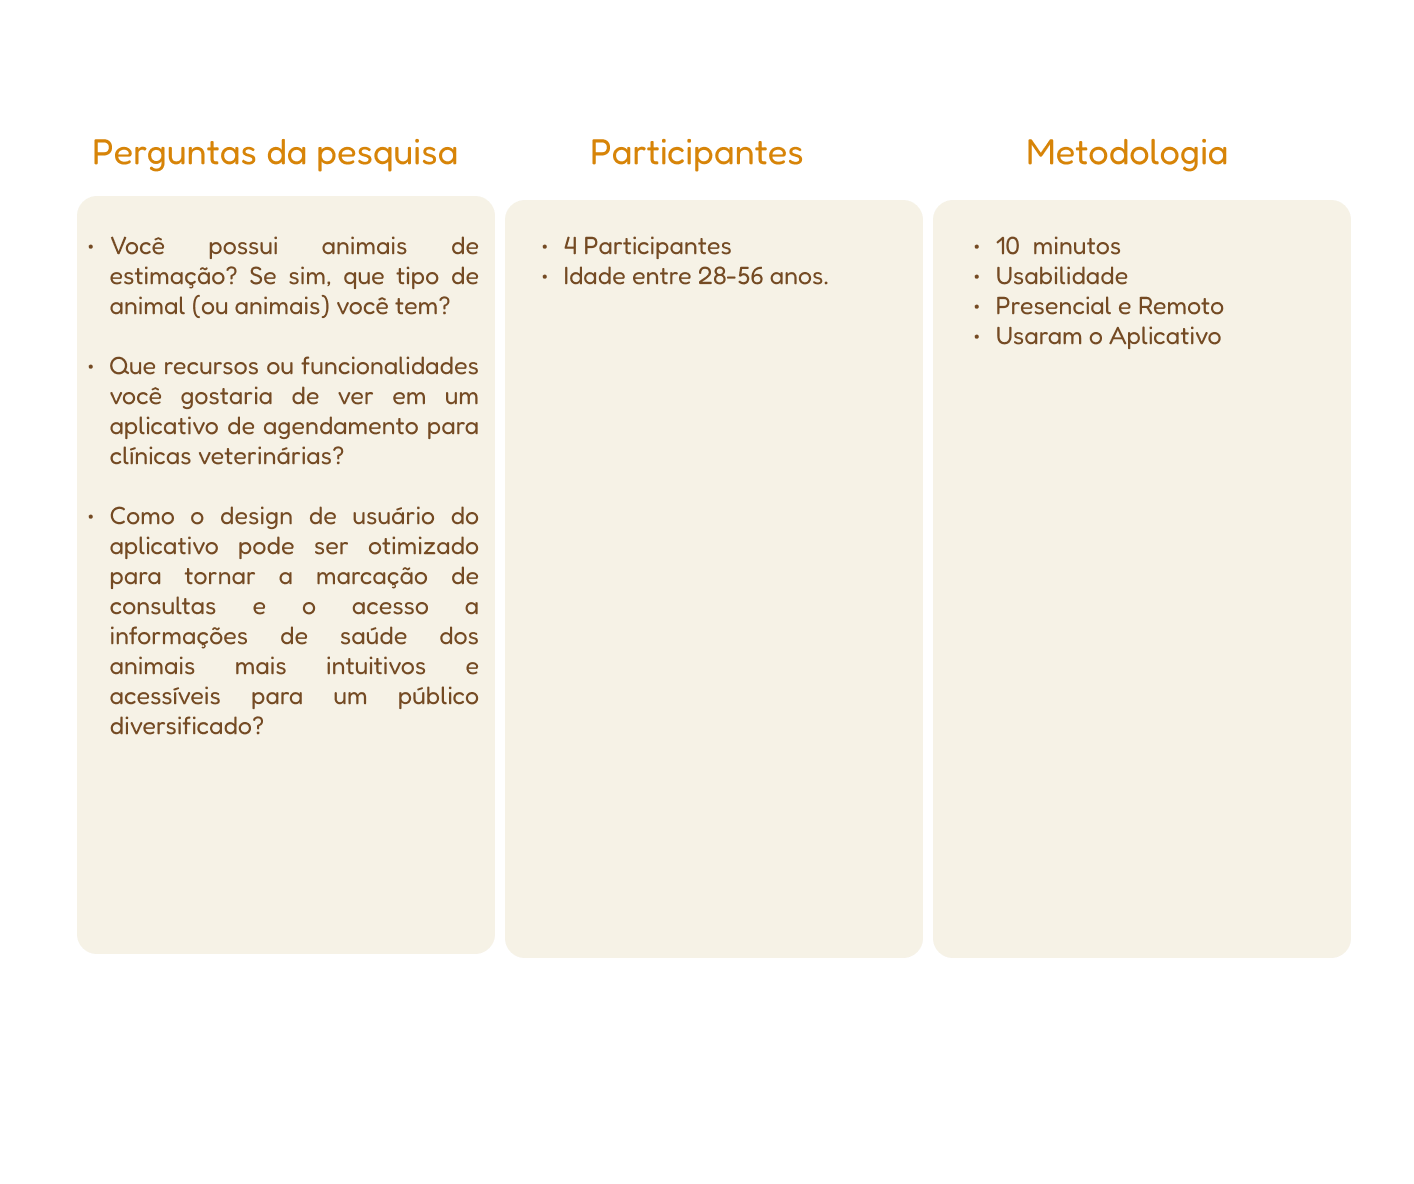 Perguntas da pesquisa
• Você possui animais de
estimação? Se sim, que tipo de
animal (ou animais) você tem?
• Que recursos ou funcionalidades
você gostaria de ver em um
aplicativo de agendamento para
clínicas veterinárias?
• Como o design de usuário do
aplicativo pode ser otimizado
para tornar a marcação de
consultas e o acesso a
informações de saúde dos
animais mais intuitivos e
acessíveis para um público
diversificado?
Participantes
• 4 Participantes
• Idade entre 28-56 anos.
Metodologia
• 10 minutos
• Usabilidade
• Presencial e Remoto
• Usaram o Aplicativo